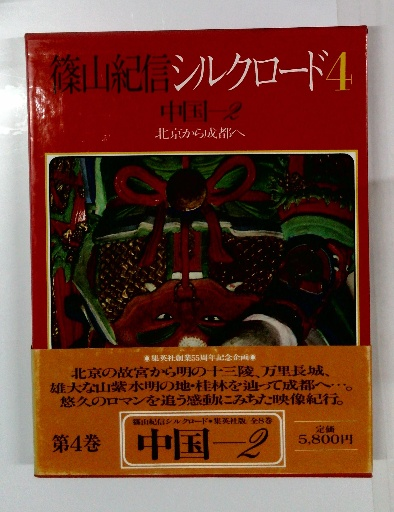 篠山紀信シルクロード4
中国—2
北京から成都へ
●集英社創業55周年記念企画●
北京の故宮から明の十三陵、万里長城、
雄大な山紫水明の地・桂林を辿って成都へ…。
悠久のロマンを追う感動にみちた映像紀行。
篠山紀信シルクロード●集英社版 全8巻
第4巻
中国—2
定価
5,800円